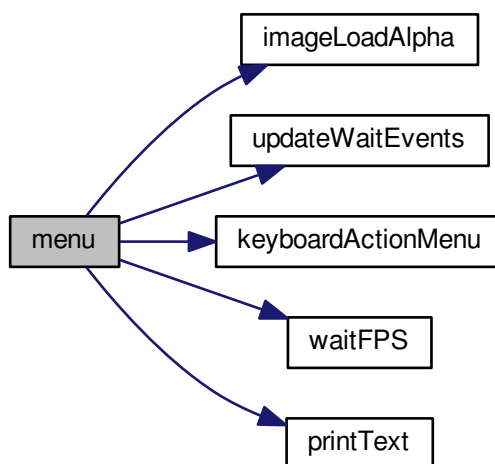 menu
imageLoadAlpha
updateWaitEvents
keyboardActionMenu
waitFPS
printText